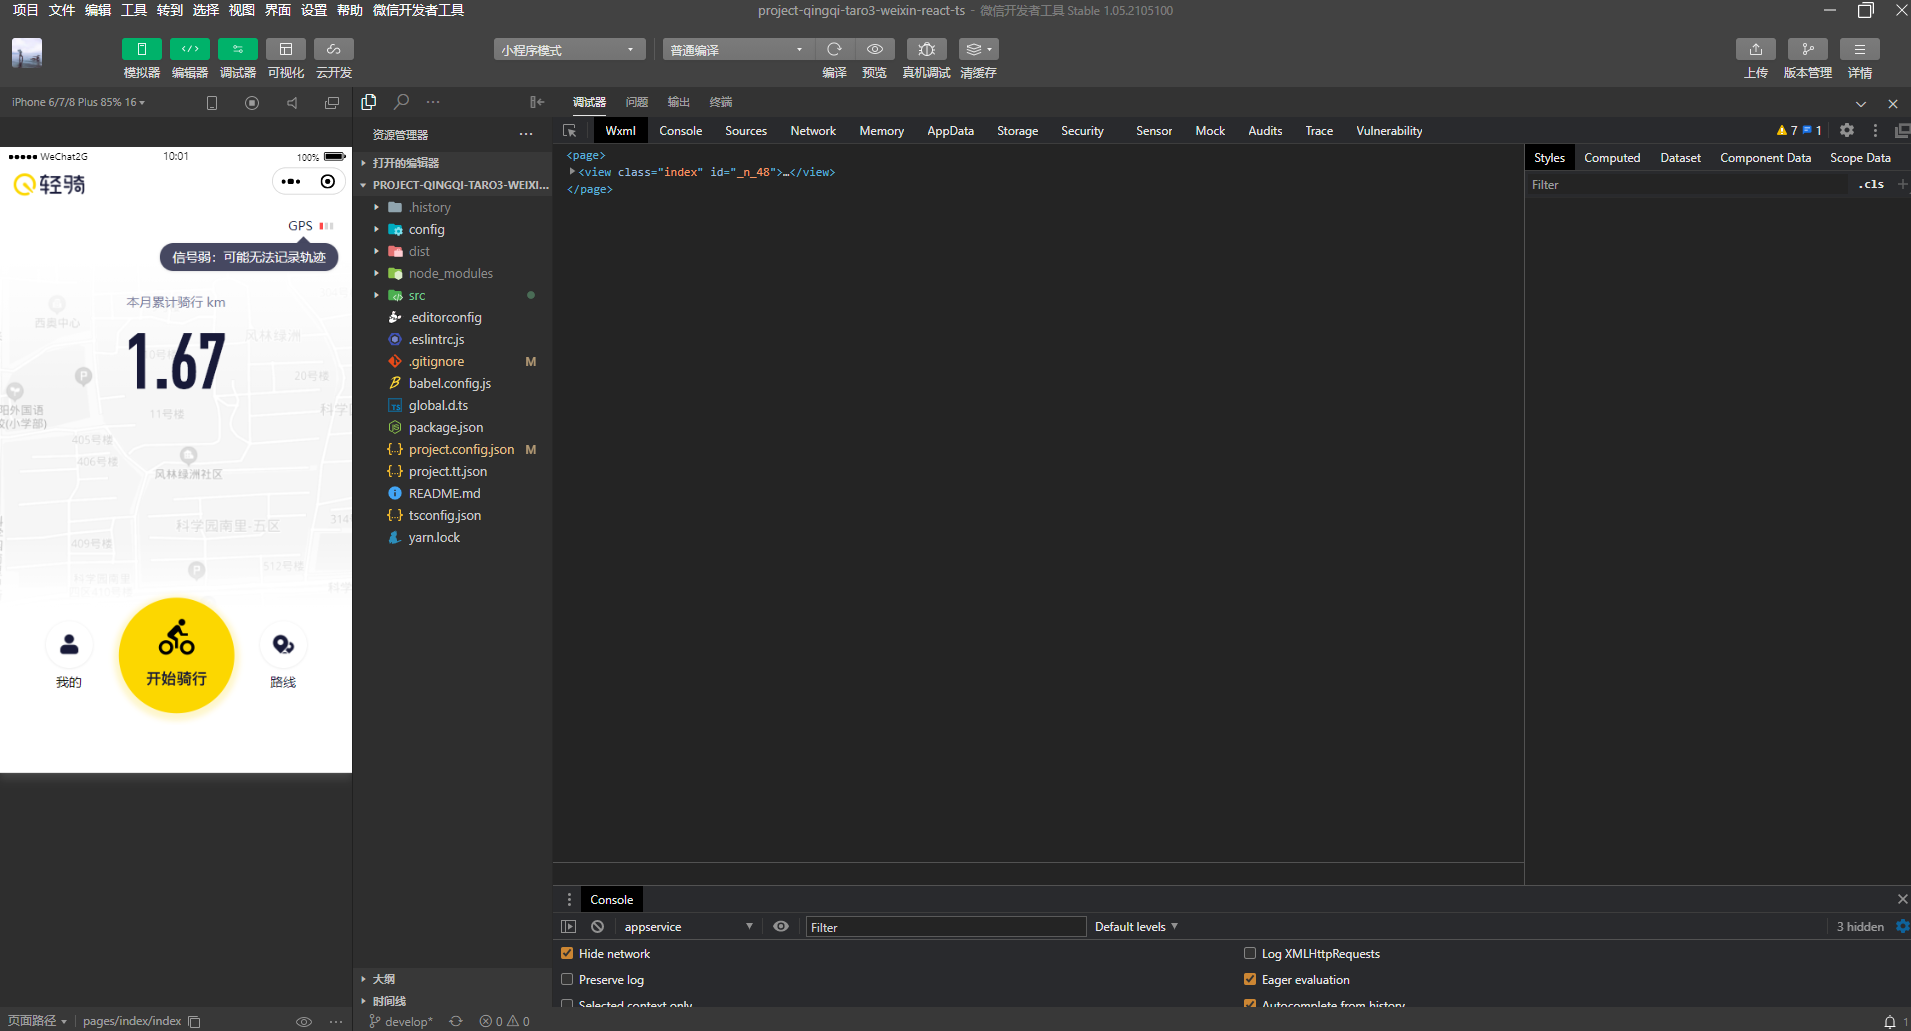 项目 文件 编辑 工具 转到 选择 视图 界面 设置 帮助 微信开发者工具
project-qingqi-taro3-weixin-react-ts - 微信开发者工具 Stable 1.05.2105100
模拟器 编辑器 调试器 可视化 云开发
小程序模式
普通编译
编译 预览 真机调试 清缓存
上传 版本管理 详情
iPhone 6/7/8 Plus 85% 16
WeChat2G 10:01 100%
轻骑
GPS
信号弱：可能无法记录轨迹
本月累计骑行 km
1.67
西奥中心
风林绿洲
10号楼
20号楼
P
阳外国语
校(小学部)
11号楼
科学
405号楼
406号楼
风林绿洲社区
科学园南里-五区
314
409号楼
P
512号楼
科学园南里
科学
我的
开始骑行
路线
页面路径 pages/index/index
资源管理器
打开的编辑器
PROJECT-QINGQI-TARO3-WEIXI...
.history
config
dist
node_modules
src
.editorconfig
.eslintrc.js
.gitignore M
babel.config.js
global.d.ts
package.json
project.config.json M
project.tt.json
README.md
tsconfig.json
yarn.lock
大纲
时间线
develop* 0 0
调试器 问题 输出 终端
Wxml Console Sources Network Memory AppData Storage Security Sensor Mock Audits Trace Vulnerability
7 1
<page>
<view class="index" id="_n_48">…</view>
</page>
Styles Computed Dataset Component Data Scope Data
Filter .cls +
Console
appservice Filter Default levels 3 hidden
Hide network Log XMLHttpRequests
Preserve log Eager evaluation
Selected context only Autocomplete from history
1